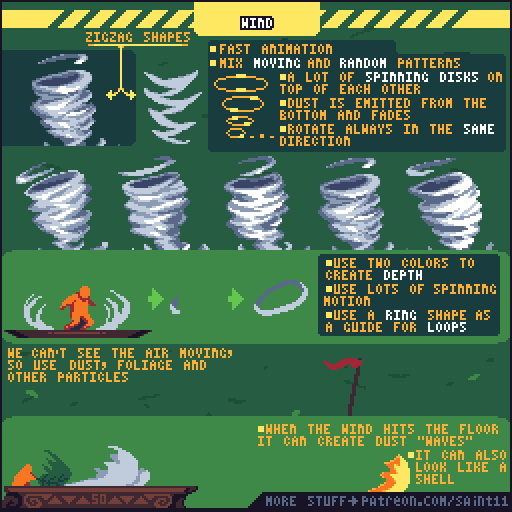 WIND
ZIGZAG SHAPES
FAST ANIMATION
MIX MOVING AND RANDOM PATTERNS
A LOT OF SPINNING DISKS ON
TOP OF EACH OTHER
DUST IS EMITTED FROM THE
BOTTOM AND FADES
ROTATE ALWAYS IN THE SAME
DIRECTION
USE TWO COLORS TO
CREATE DEPTH
USE LOTS OF SPINNING
MOTION
USE A RING SHAPE AS
A GUIDE FOR LOOPS
WE CAN'T SEE THE AIR MOVING,
SO USE DUST, FOLIAGE AND
OTHER PARTICLES
WHEN THE WIND HITS THE FLOOR
IT CAN CREATE DUST "WAVES"
IT CAN ALSO
LOOK LIKE A
SHELL
50
MORE STUFF→PATREON.COM/SAINT11